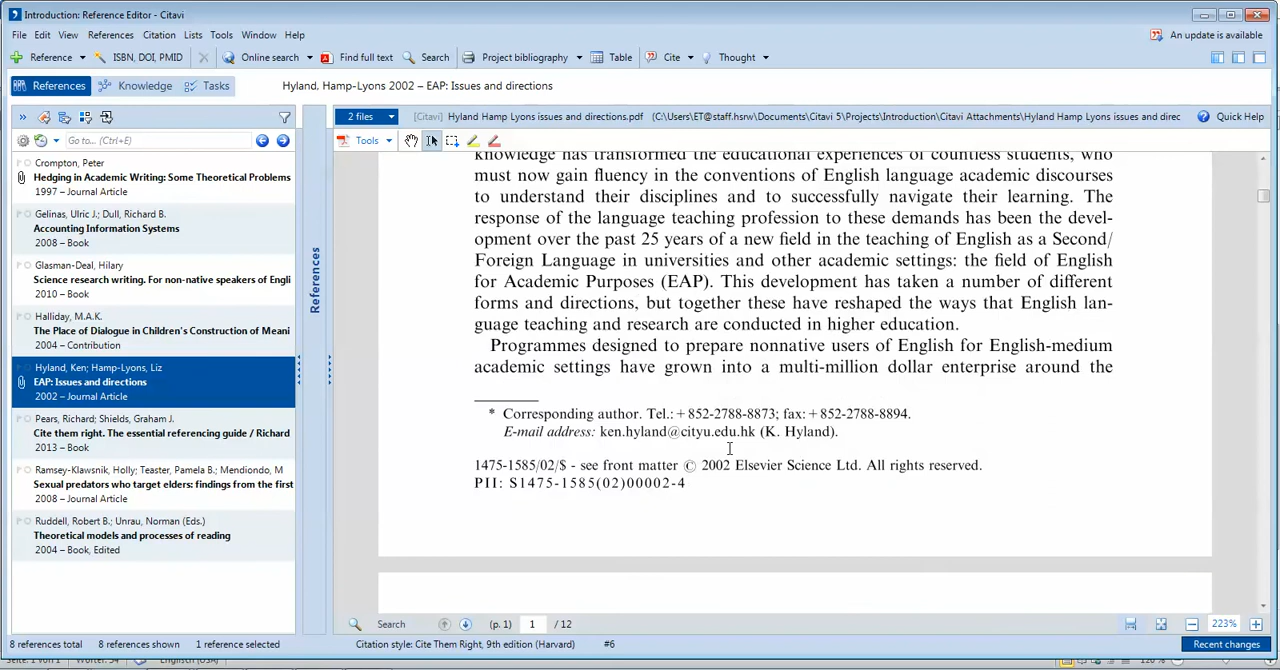 Introduction: Reference Editor - Citavi
File Edit View References Citation Lists Tools Window Help
An update is available
Reference ISBN, DOI, PMID Online search Find full text Search Project bibliography Table Cite Thought
References Knowledge Tasks
Hyland, Hamp-Lyons 2002 – EAP: Issues and directions
2 files [Citavi] Hyland Hamp Lyons issues and directions.pdf (C:\Users\ET@staff.hsrw\Documents\Citavi 5\Projects\Introduction\Citavi Attachments\Hyland Hamp Lyons issues and direc
Quick Help
Go to... (Ctrl+E)
Tools
Crompton, Peter
Hedging in Academic Writing: Some Theoretical Problems
1997 – Journal Article
Gelinas, Ulric J.; Dull, Richard B.
Accounting Information Systems
2008 – Book
Glasman-Deal, Hilary
Science research writing. For non-native speakers of Engli
2010 – Book
Halliday, M.A.K.
The Place of Dialogue in Children's Construction of Meani
2004 – Contribution
Hyland, Ken; Hamp-Lyons, Liz
EAP: Issues and directions
2002 – Journal Article
Pears, Richard; Shields, Graham J.
Cite them right. The essential referencing guide / Richard
2013 – Book
Ramsey-Klawsnik, Holly; Teaster, Pamela B.; Mendiondo, M
Sexual predators who target elders: findings from the first
2008 – Journal Article
Ruddell, Robert B.; Unrau, Norman (Eds.)
Theoretical models and processes of reading
2004 – Book, Edited
References
knowledge has transformed the educational experiences of countless students, who
must now gain fluency in the conventions of English language academic discourses
to understand their disciplines and to successfully navigate their learning. The
response of the language teaching profession to these demands has been the devel-
opment over the past 25 years of a new field in the teaching of English as a Second/
Foreign Language in universities and other academic settings: the field of English
for Academic Purposes (EAP). This development has taken a number of different
forms and directions, but together these have reshaped the ways that English lan-
guage teaching and research are conducted in higher education.
Programmes designed to prepare nonnative users of English for English-medium
academic settings have grown into a multi-million dollar enterprise around the
* Corresponding author. Tel.: +852-2788-8873; fax: +852-2788-8894.
E-mail address: ken.hyland@cityu.edu.hk (K. Hyland).
1475-1585/02/$ - see front matter © 2002 Elsevier Science Ltd. All rights reserved.
PII: S1475-1585(02)00002-4
Search (p. 1) 1 / 12 223%
8 references total 8 references shown 1 reference selected
Citation style: Cite Them Right, 9th edition (Harvard) #6
Recent changes